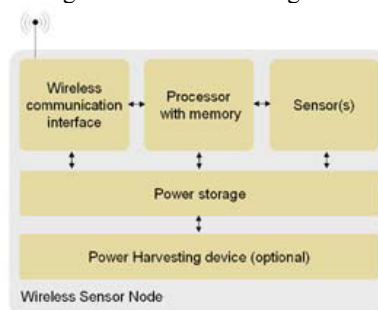 Wireless
communication
interface
Processor
with memory
Sensor(s)
Power storage
Power Harvesting device (optional)
Wireless Sensor Node